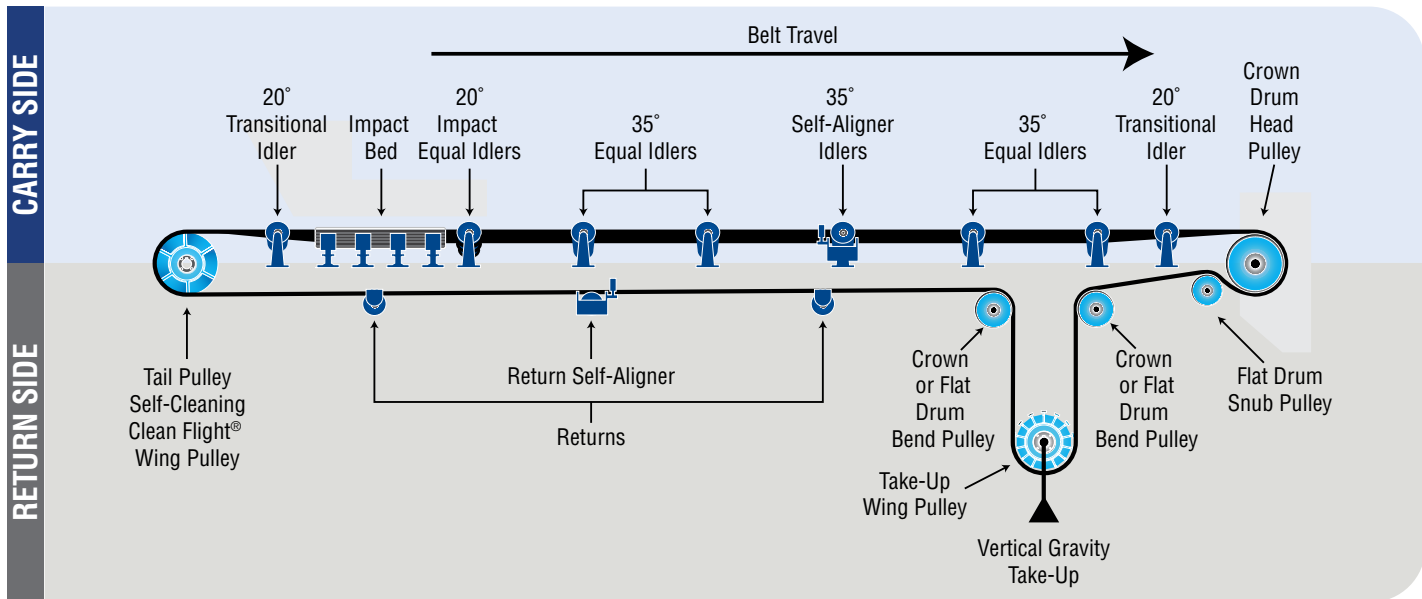 CARRY SIDE
Belt Travel
20˚
Transitional
Idler
Impact
Bed
20˚
Impact
Equal Idlers
35˚
Equal Idlers
35˚
Self-Aligner
Idlers
35˚
Equal Idlers
20˚
Transitional
Idler
Crown
Drum
Head
Pulley
RETURN SIDE
Tail Pulley
Self-Cleaning
Clean Flight®
Wing Pulley
Return Self-Aligner
Returns
Crown
or Flat
Drum
Bend Pulley
Take-Up
Wing Pulley
Vertical Gravity
Take-Up
Crown
or Flat
Drum
Bend Pulley
Flat Drum
Snub Pulley